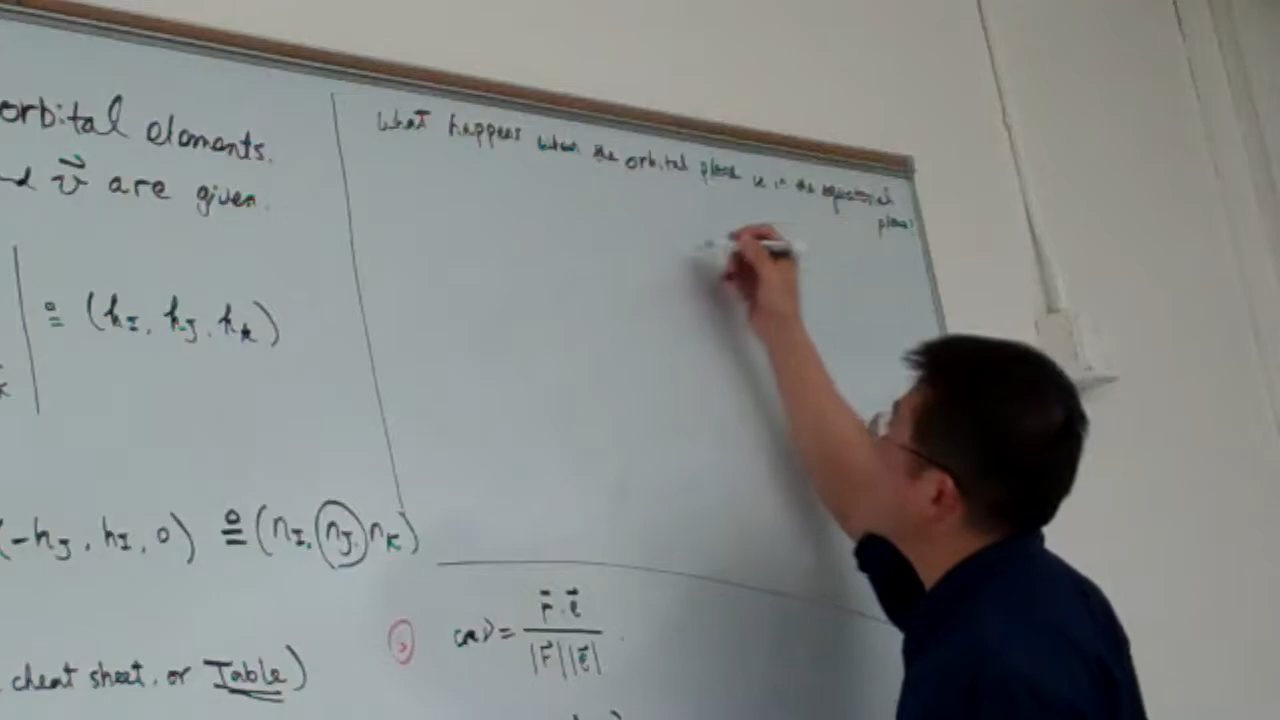 orbital elements.
v⃗ are given.
≗ (h_I, h_J, h_K)
(-h_J, h_I, 0) ≗ (n_I, n_J, n_K)
cheat sheet, or Table)
What happens when the orbital plane is in the equatorial
plane?
cos ν = r⃗ · e⃗ / |r⃗||e⃗|